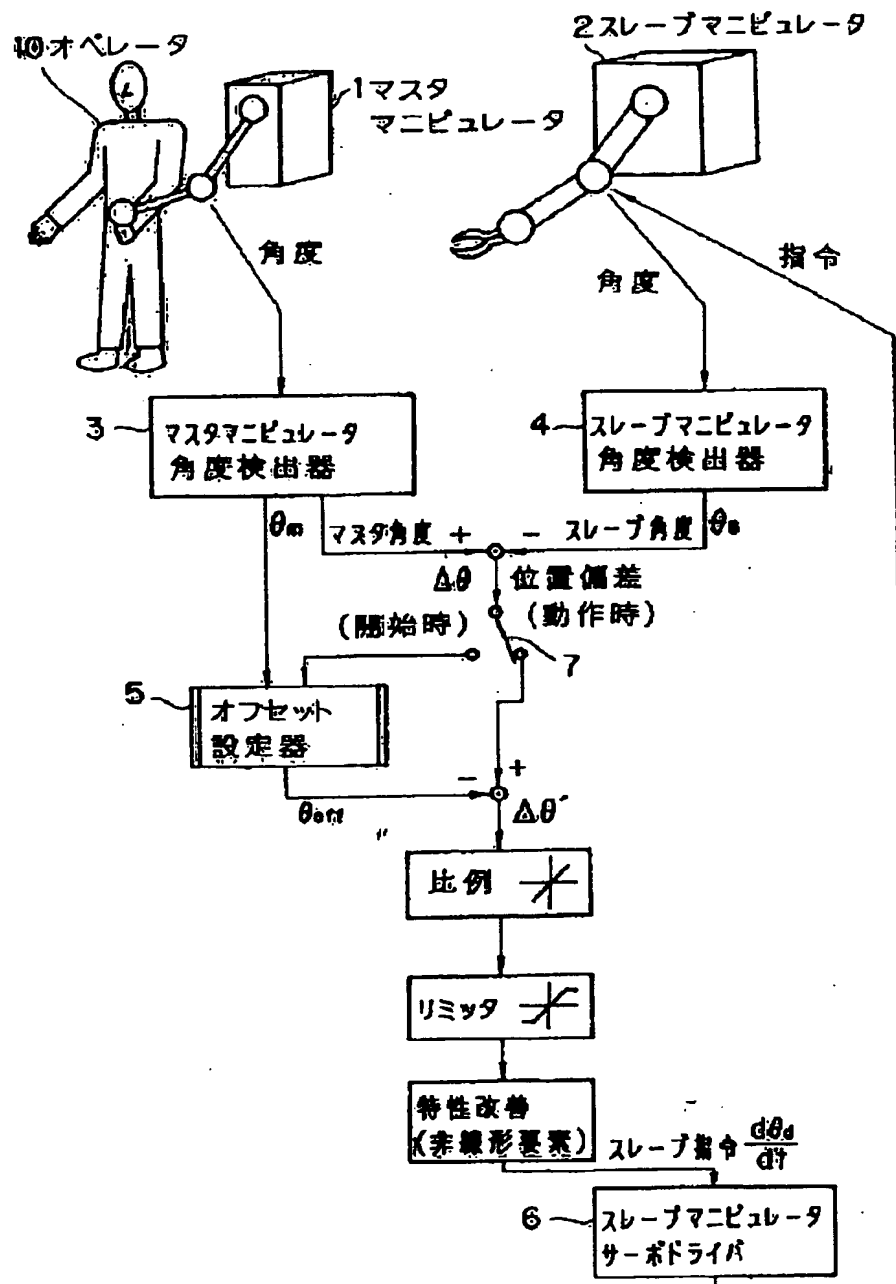 10オペレータ
1マスタ
マニピュレータ
2スレーブマニピュレータ
角度
角度
指令
3
マスタマニピュレータ
角度検出器
4
スレーブマニピュレータ
角度検出器
θm
マスタ角度
+
-
スレーブ角度
θs
Δθ
位置偏差
(開始時)
(動作時)
7
5
オフセット
設定器
θoff
-
+
Δθ'
比例
リミッタ
特性改善
(非線形要素)
スレーブ指令 dθd/dt
6
スレーブマニピュレータ
サーボドライバ